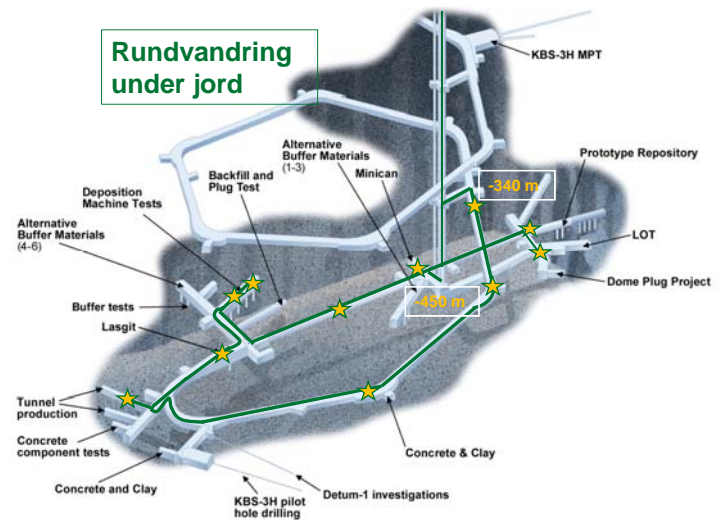 Rundvandring
under jord
KBS-3H MPT
Alternative
Buffer Materials
(1-3)
Prototype Repository
Minican
Backfill and
Plug Test
Deposition
Machine Tests
-340 m
Alternative
Buffer Materials
(4-6)
LOT
Dome Plug Project
Buffer tests
-450 m
Lasgit
Tunnel
production
Concrete
component tests
Concrete & Clay
Concrete and Clay
Detum-1 investigations
KBS-3H pilot
hole drilling